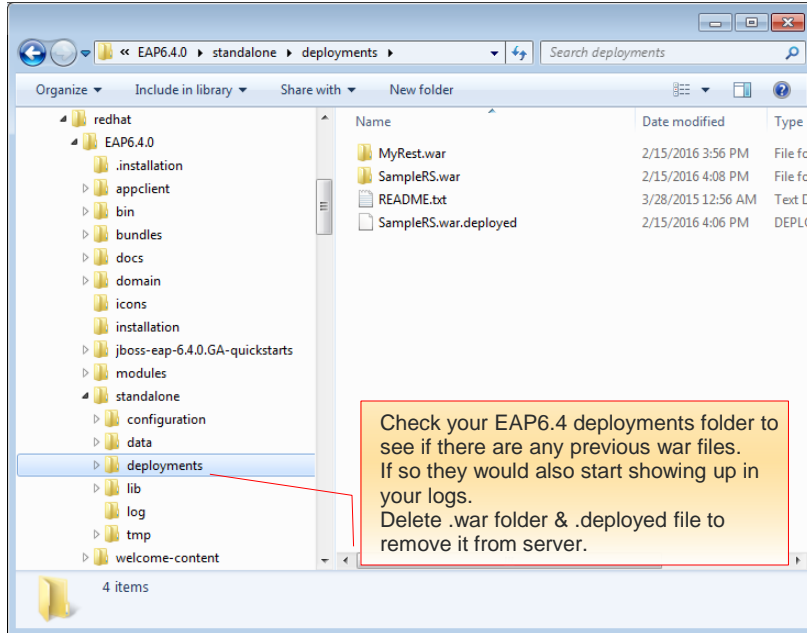 « EAP6.4.0 standalone deployments
Search deployments
Organize Include in library Share with New folder
redhat
EAP6.4.0
.installation
appclient
bin
bundles
docs
domain
icons
installation
jboss-eap-6.4.0.GA-quickstarts
modules
standalone
configuration
data
deployments
lib
log
tmp
welcome-content
Name Date modified Type
MyRest.war 2/15/2016 3:56 PM File fo
SampleRS.war 2/15/2016 4:08 PM File fo
README.txt 3/28/2015 12:56 AM Text D
SampleRS.war.deployed 2/15/2016 4:06 PM DEPLO
Check your EAP6.4 deployments folder to
see if there are any previous war files.
If so they would also start showing up in
your logs.
Delete .war folder & .deployed file to
remove it from server.
4 items